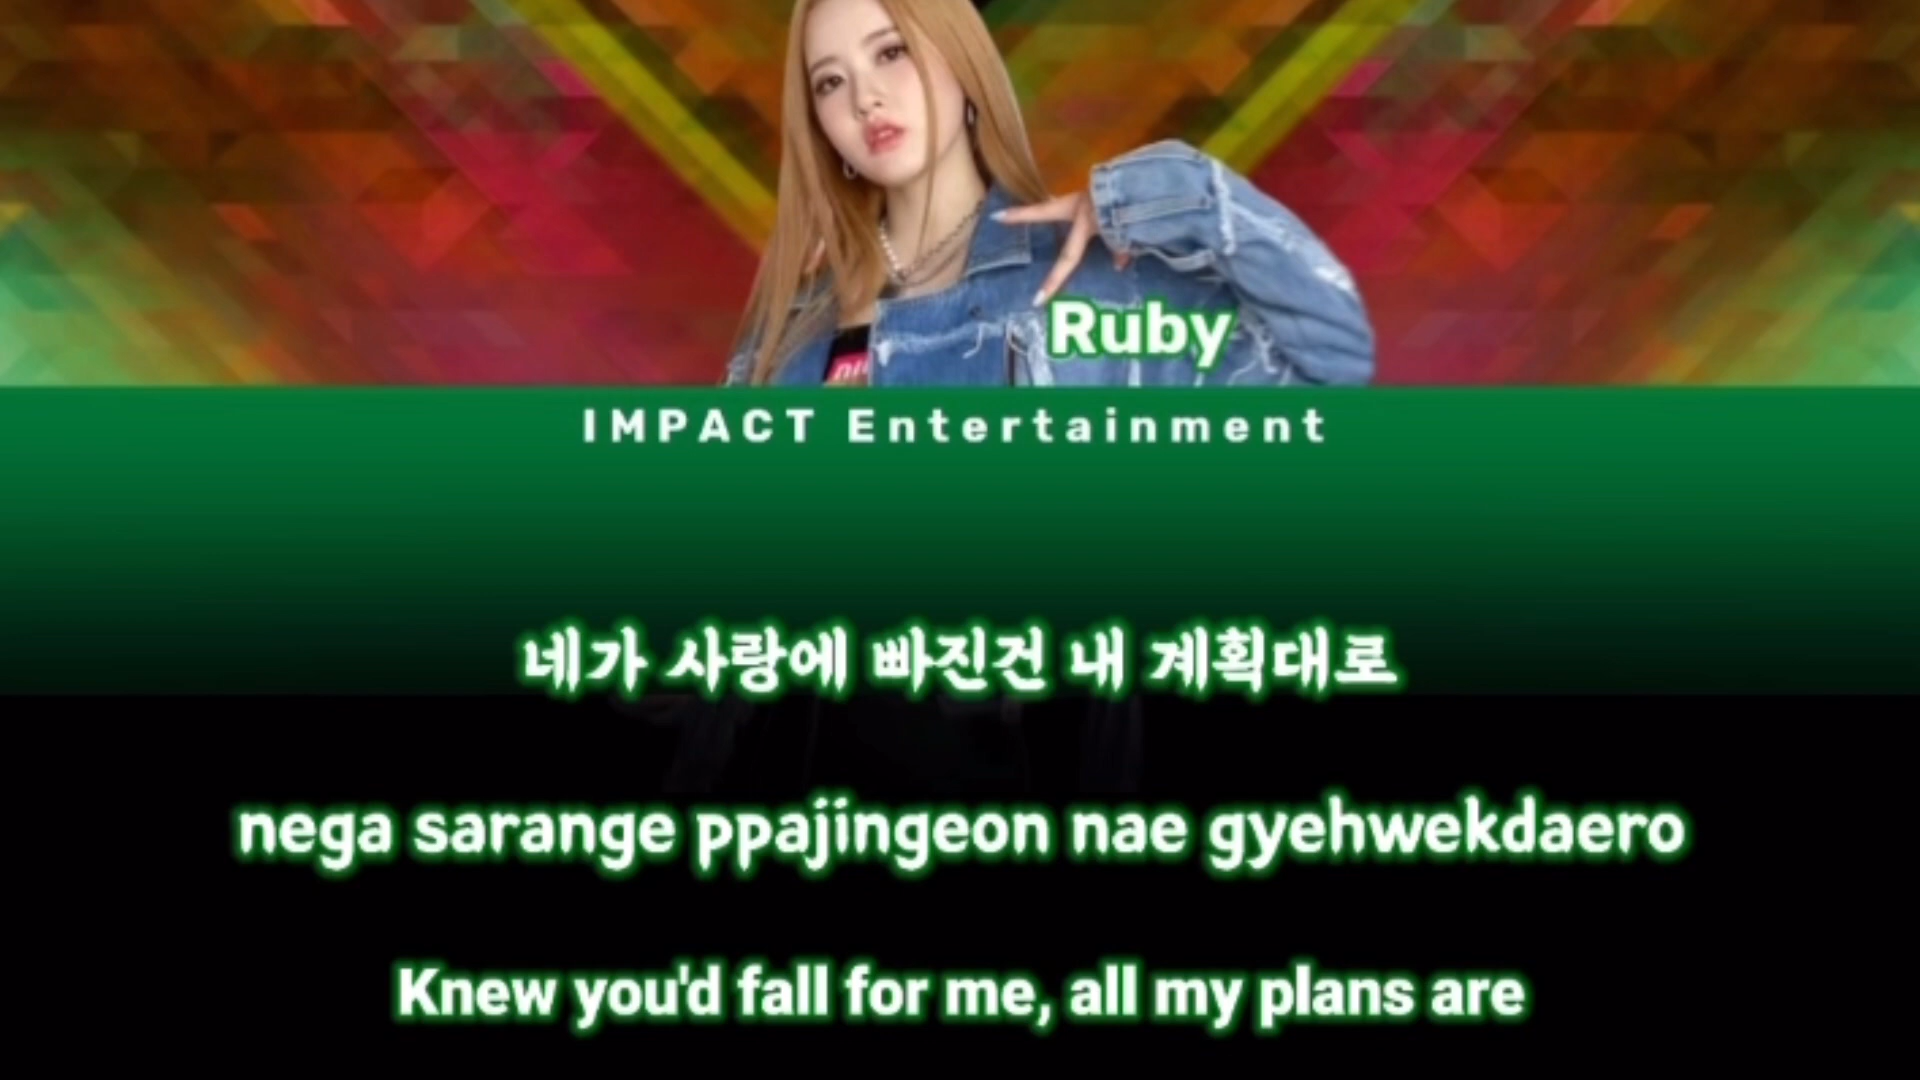 Ruby
IMPACT Entertainment
네가 사랑에 빠진건 내 계획대로
nega sarange ppajingeon nae gyehwekdaero
Knew you'd fall for me, all my plans are